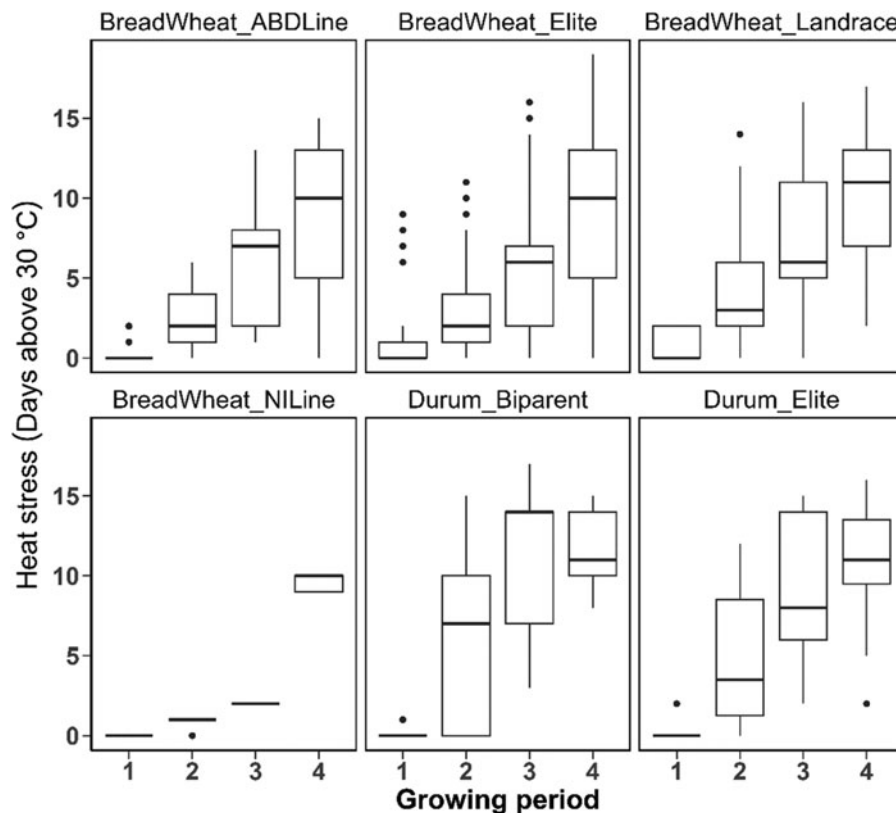 BreadWheat_ABDLine
BreadWheat_Elite
BreadWheat_Landrace
Heat stress (Days above 30 °C)
15
10
5
0
BreadWheat_NILine
Durum_Biparent
Durum_Elite
15
10
5
0
1 2 3 4
1 2 3 4
1 2 3 4
Growing period